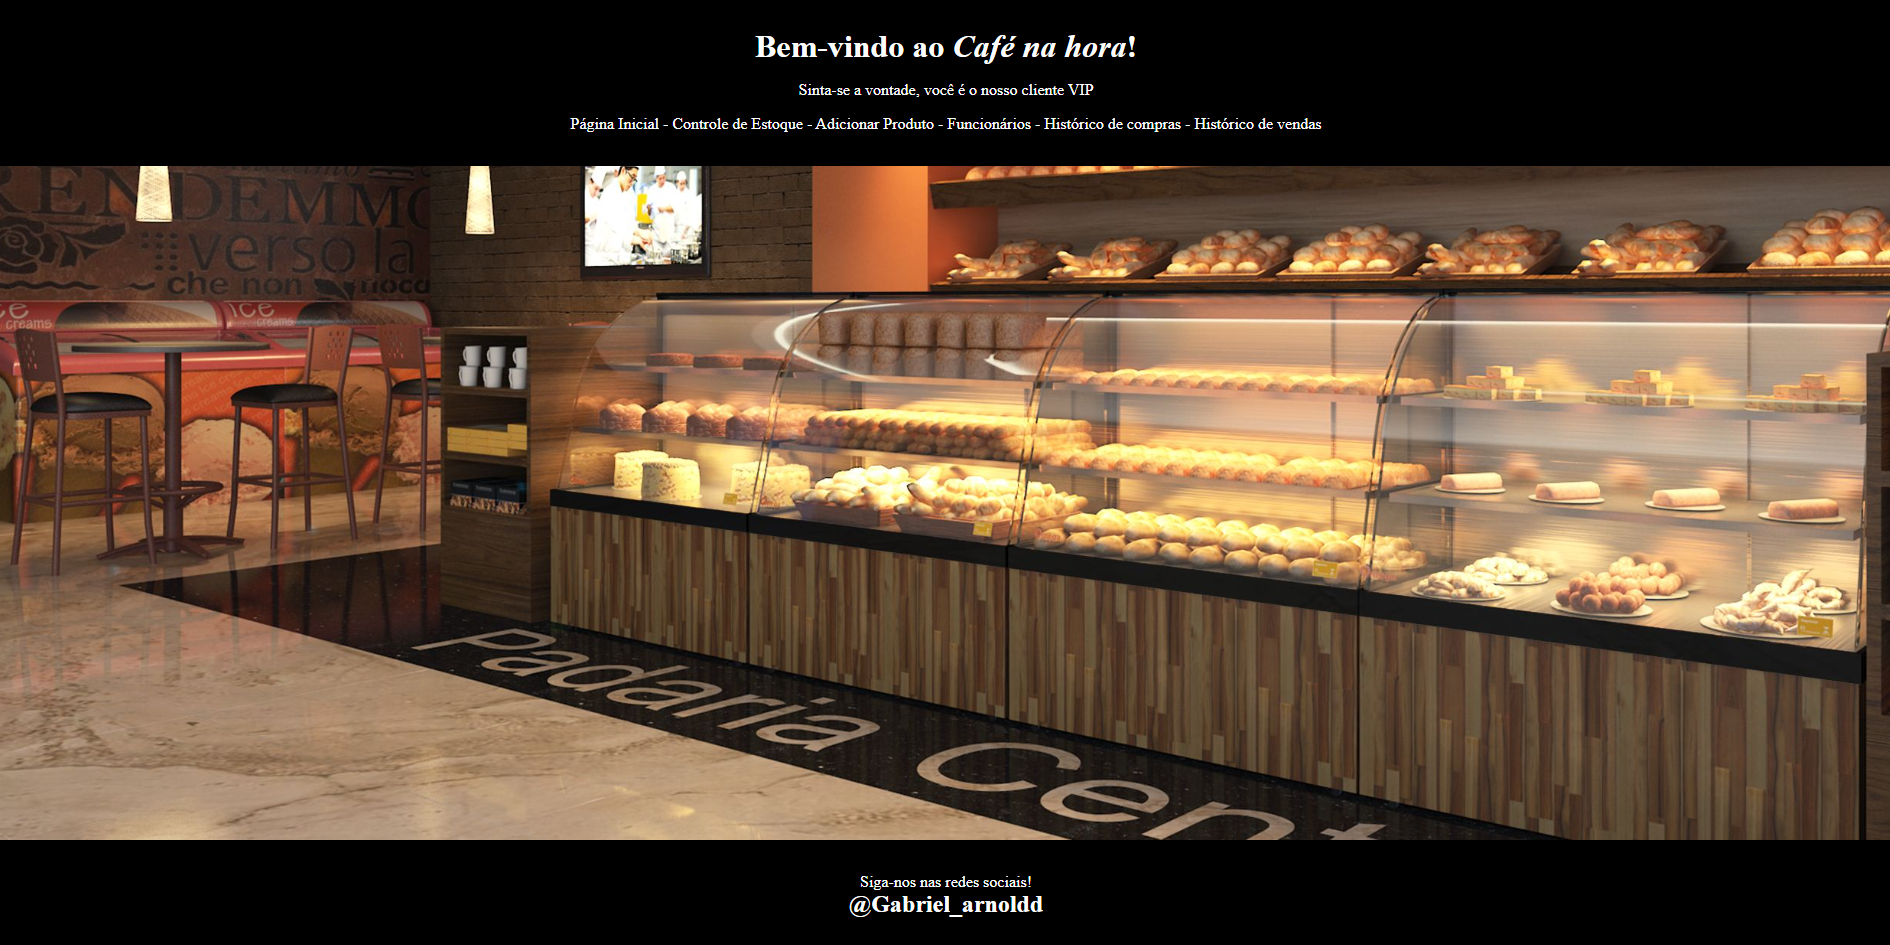 Bem-vindo ao Café na hora!
Sinta-se a vontade, você é o nosso cliente VIP
Página Inicial - Controle de Estoque - Adicionar Produto - Funcionários - Histórico de compras - Histórico de vendas
DEMMO
verso la
che non
ice
creams
ice
creams
Padaria Cent
Siga-nos nas redes sociais!
@Gabriel_arnoldd